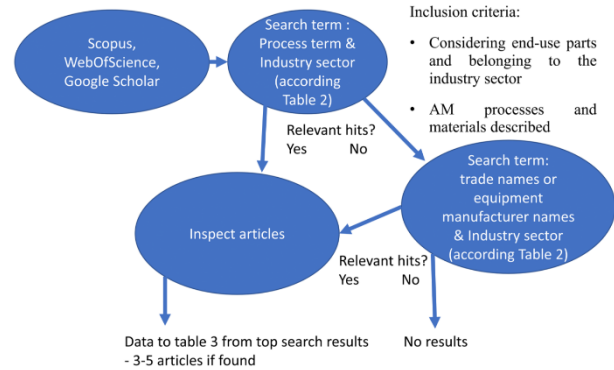 Scopus,
WebOfScience,
Google Scholar
Search term :
Process term &
Industry sector
(according
Table 2)
Inclusion criteria:
• Considering end-use parts
and belonging to the
industry sector
• AM processes and
materials described
Relevant hits?
Yes No
Search term:
trade names or
equipment
manufacturer names
& Industry sector
(according Table 2)
Inspect articles
Relevant hits?
Yes No
Data to table 3 from top search results
- 3-5 articles if found
No results